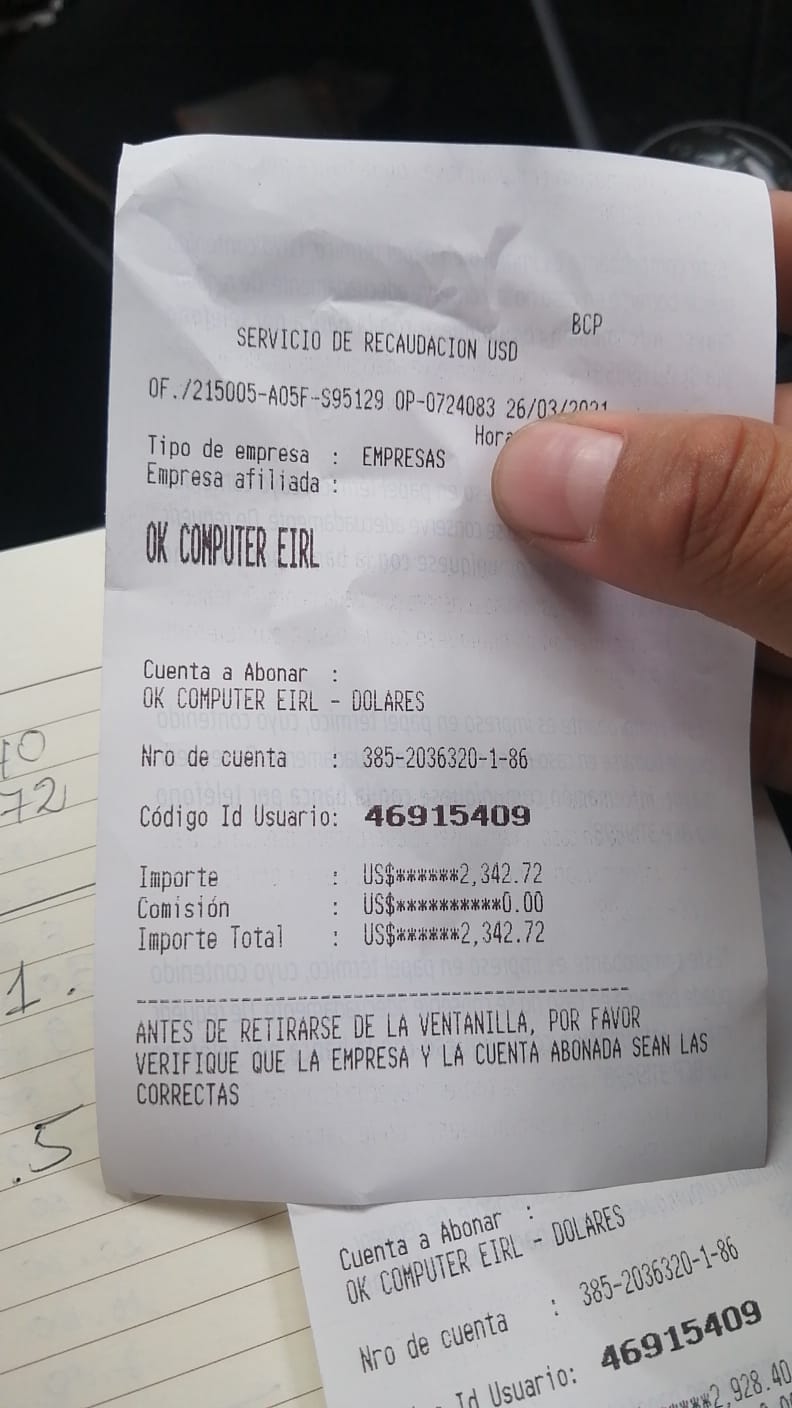 BCP
SERVICIO DE RECAUDACION USD
OF./215005-A05F-S95129 OP-0724083 26/03/2021
Hora
Tipo de empresa : EMPRESAS
Empresa afiliada :
OK COMPUTER EIRL
Cuenta a Abonar :
OK COMPUTER EIRL - DOLARES
Nro de cuenta : 385-2036320-1-86
Código Id Usuario: 46915409
Importe : US$******2,342.72
Comisión : US$**********0.00
Importe Total : US$******2,342.72
ANTES DE RETIRARSE DE LA VENTANILLA, POR FAVOR
VERIFIQUE QUE LA EMPRESA Y LA CUENTA ABONADA SEAN LAS
CORRECTAS
72
1.
.5
Cuenta a Abonar :
OK COMPUTER EIRL - DOLARES
Nro de cuenta : 385-2036320-1-86
Id Usuario: 46915409
2,928.40